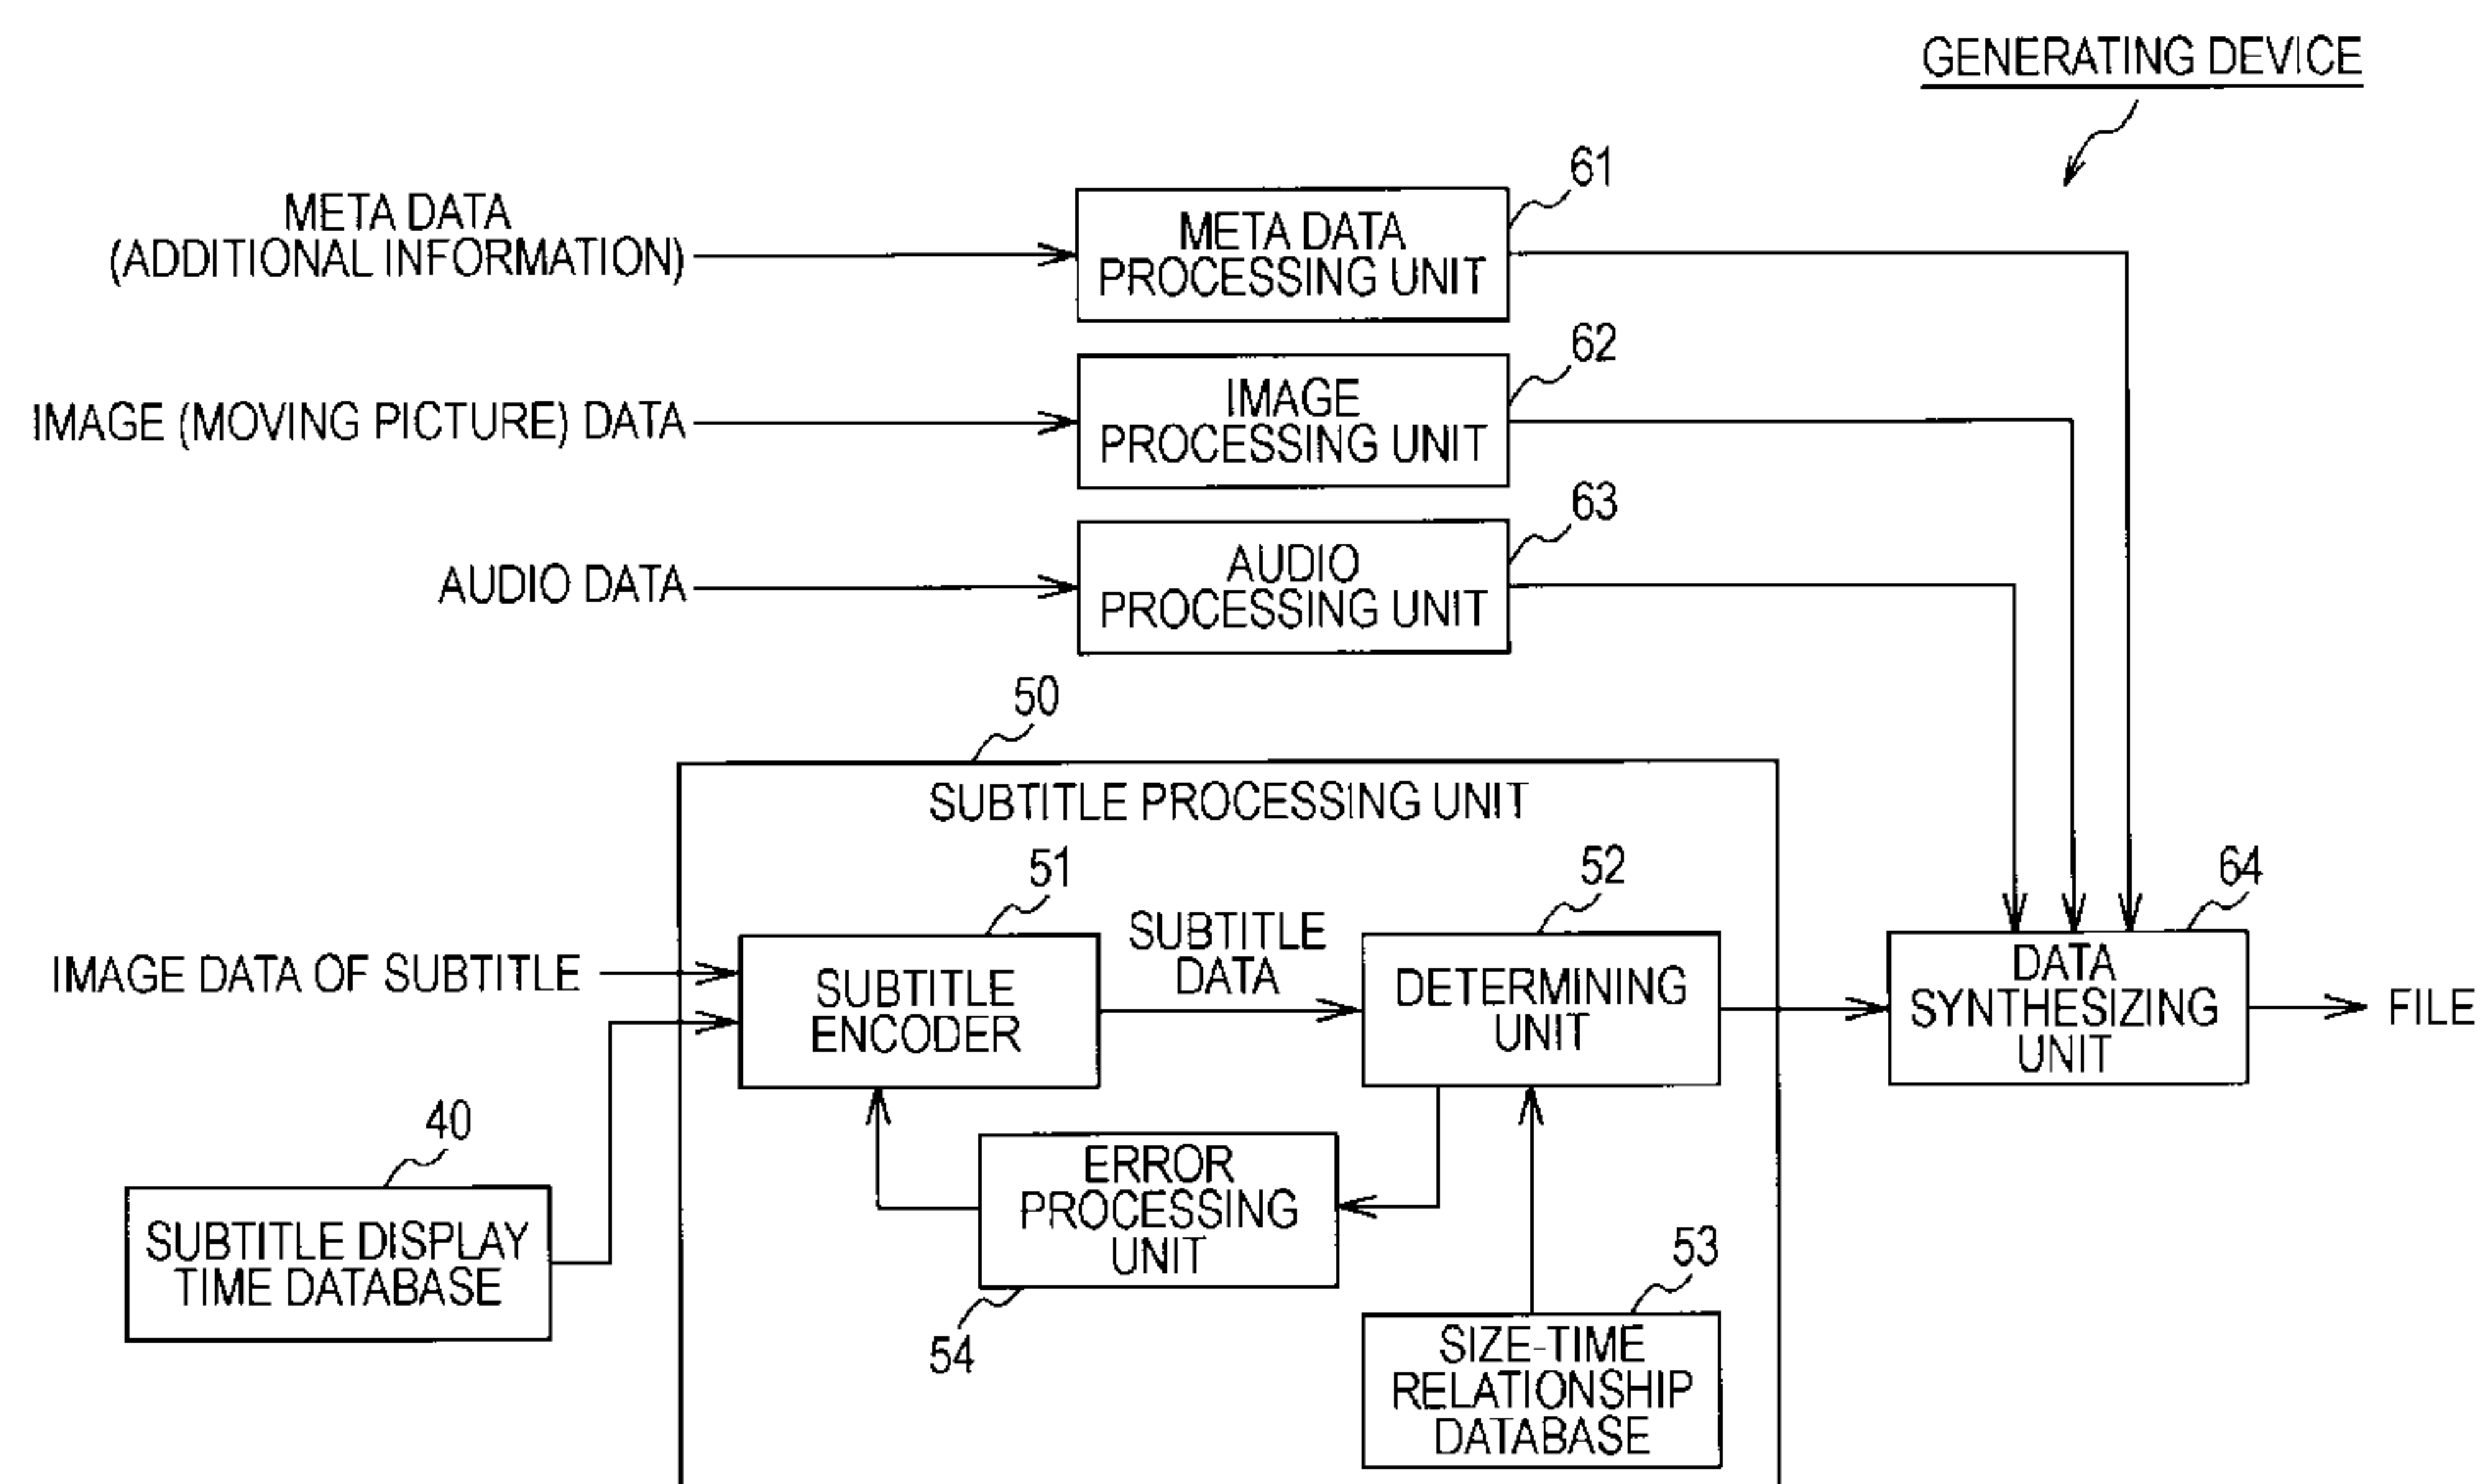 GENERATING DEVICE
61
META DATA
(ADDITIONAL INFORMATION)
META DATA
PROCESSING UNIT
62
IMAGE (MOVING PICTURE) DATA
IMAGE
PROCESSING UNIT
63
AUDIO DATA
AUDIO
PROCESSING UNIT
50
SUBTITLE PROCESSING UNIT
51
52
64
IMAGE DATA OF SUBTITLE
SUBTITLE
ENCODER
SUBTITLE
DATA
DETERMINING
UNIT
DATA
SYNTHESIZING
UNIT
FILE
40
SUBTITLE DISPLAY
TIME DATABASE
ERROR
PROCESSING
UNIT
54
53
SIZE-TIME
RELATIONSHIP
DATABASE